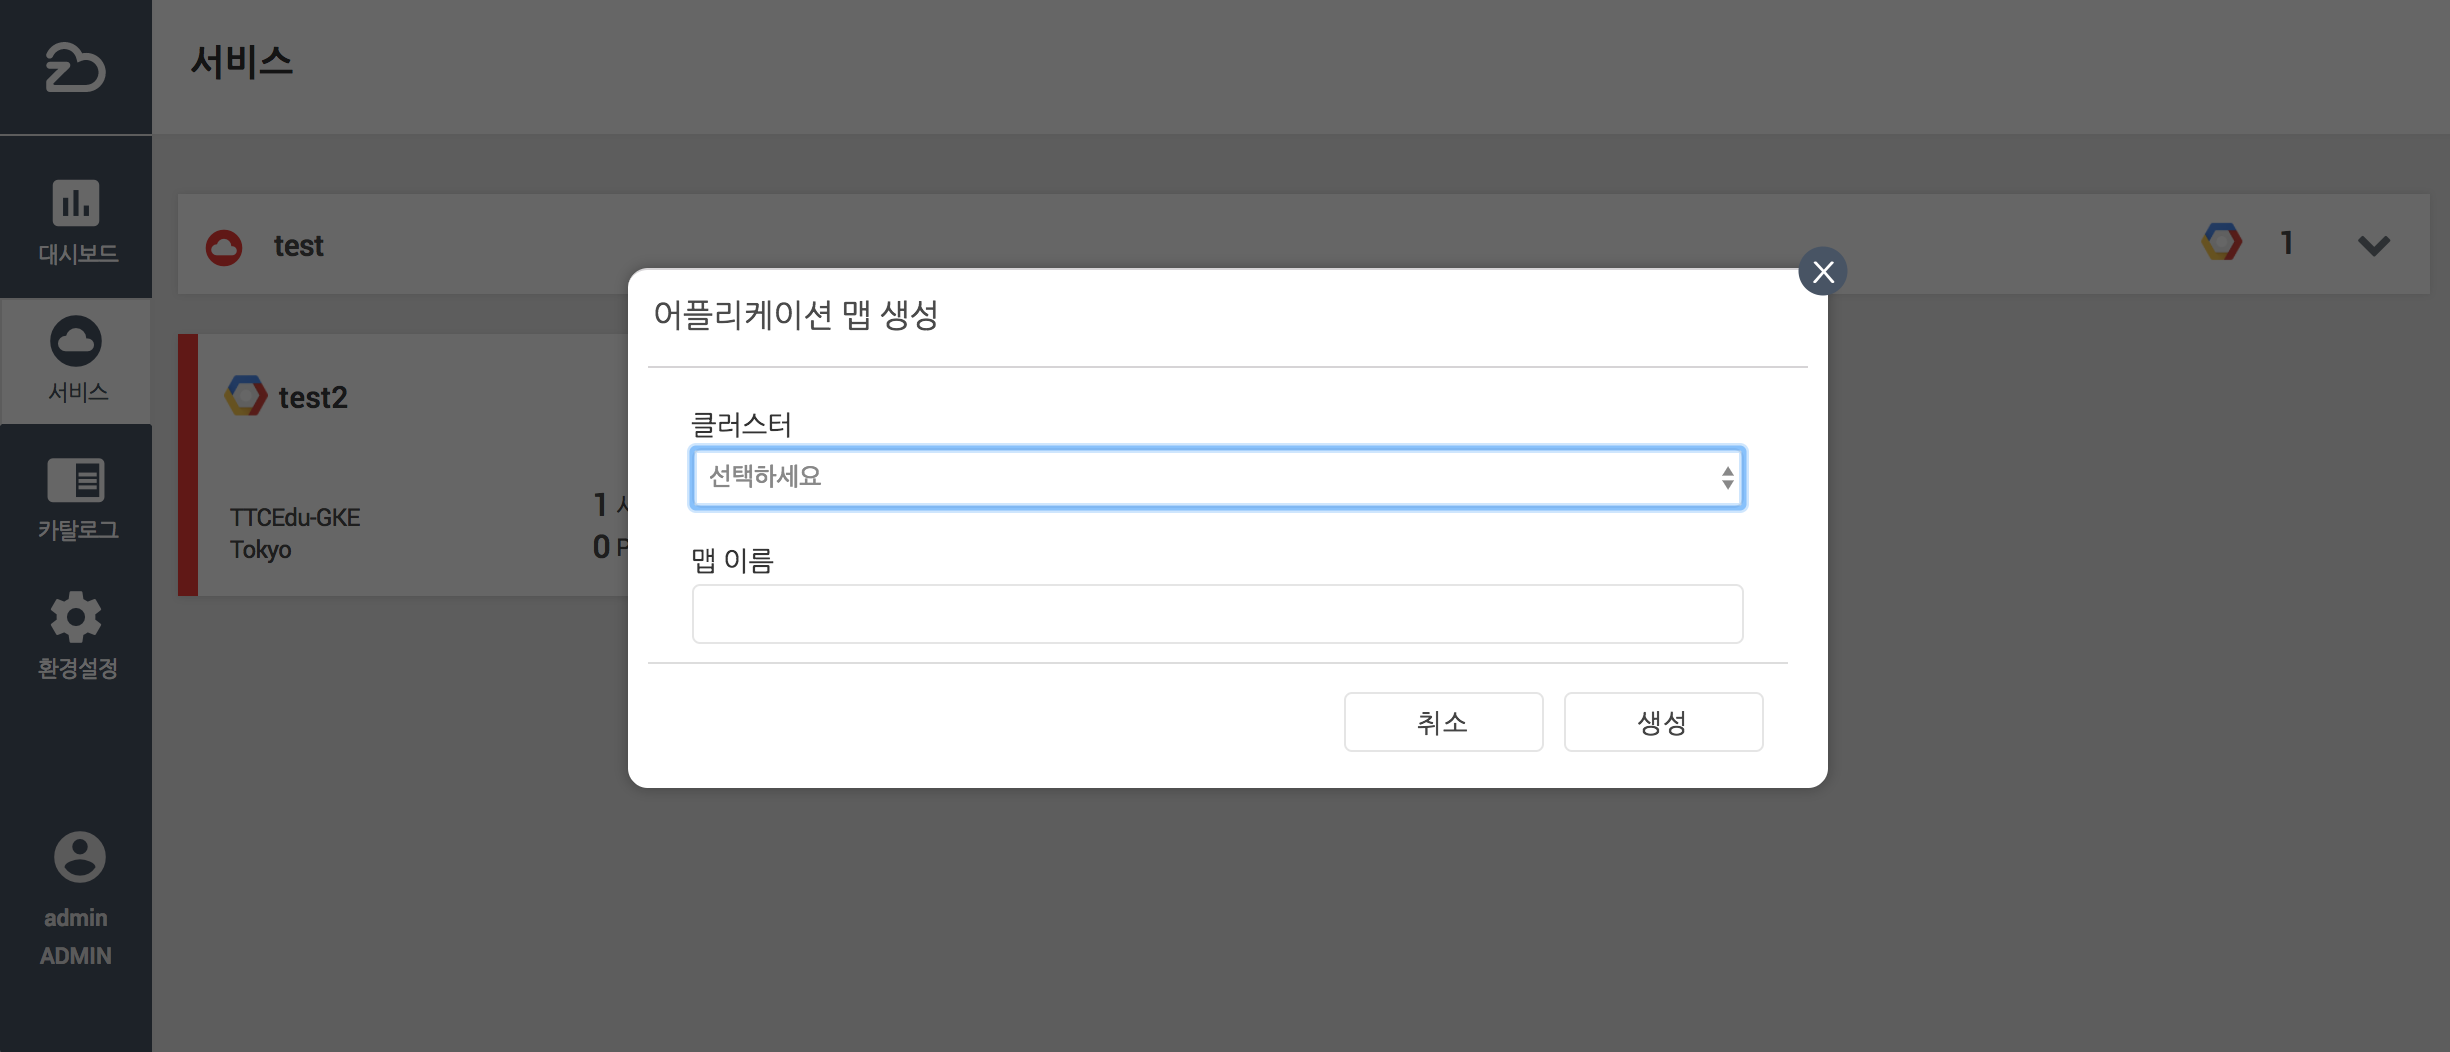 서비스
대시보드
서비스
카탈로그
환경설정
admin
ADMIN
test
1
test2
TTCEdu-GKE
Tokyo
1
0
어플리케이션 맵 생성
클러스터
선택하세요
맵 이름
취소
생성